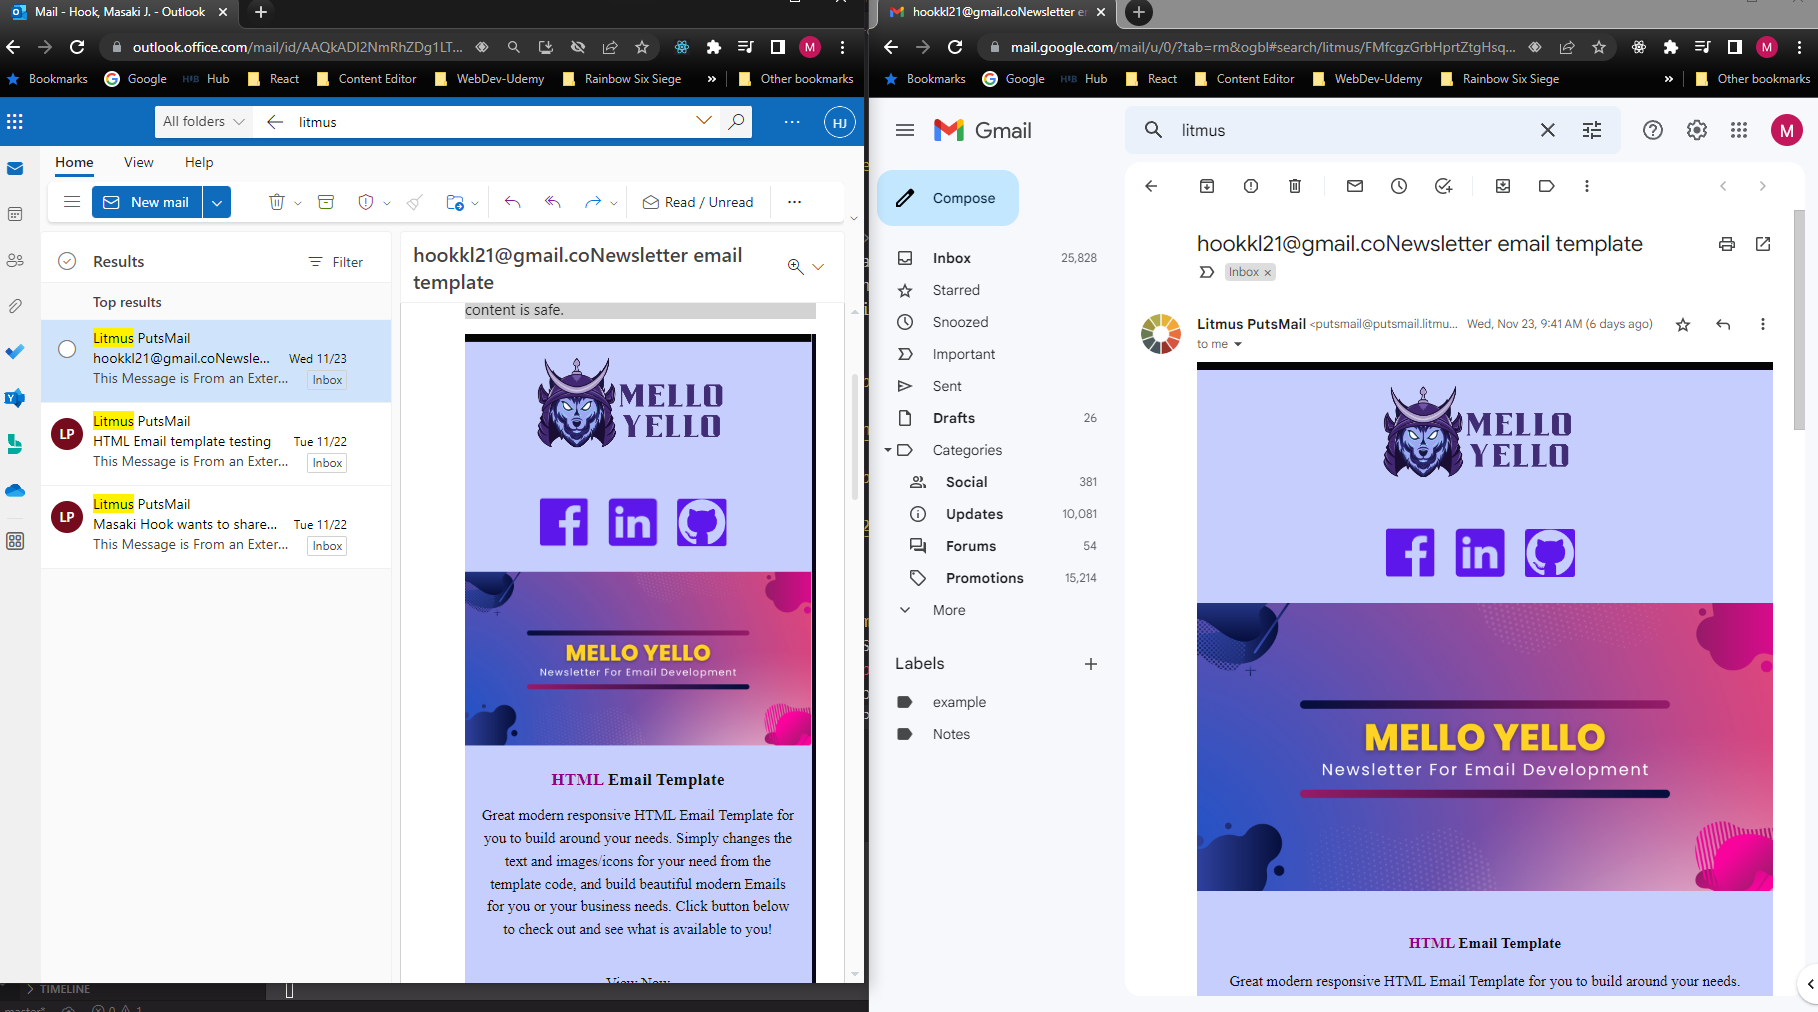 Mail - Hook, Masaki J. - Outlook
outlook.office.com/mail/id/AAQkADI2NmRhZDg1LT...
M
Bookmarks
Google
Hub
React
Content Editor
WebDev-Udemy
Rainbow Six Siege
»
Other bookmarks
All folders
litmus
HJ
Home
View
Help
New mail
Read / Unread
Results
Filter
Top results
Litmus PutsMail
hookkl21@gmail.coNewsle...
Wed 11/23
This Message is From an Exter...
Inbox
LP
Litmus PutsMail
HTML Email template testing
Tue 11/22
This Message is From an Exter...
Inbox
LP
Litmus PutsMail
Masaki Hook wants to share...
Tue 11/22
This Message is From an Exter...
Inbox
hookkl21@gmail.coNewsletter email
template
content is safe.
MELLO
YELLO
MELLO YELLO
Newsletter For Email Development
HTML Email Template
Great modern responsive HTML Email Template for
you to build around your needs. Simply changes the
text and images/icons for your need from the
template code, and build beautiful modern Emails
for you or your business needs. Click button below
to check out and see what is available to you!
View Now
TIMELINE
hookkl21@gmail.coNewsletter e
mail.google.com/mail/u/0/?tab=rm&ogbl#search/litmus/FMfcgzGrbHprtZtgHsq...
M
Bookmarks
Google
Hub
React
Content Editor
WebDev-Udemy
Rainbow Six Siege
»
Other bookmarks
Gmail
litmus
M
Compose
Inbox 25,828
Starred
Snoozed
Important
Sent
Drafts 26
Categories
Social 381
Updates 10,081
Forums 54
Promotions 15,214
More
Labels
example
Notes
hookkl21@gmail.coNewsletter email template
Inbox ×
Litmus PutsMail <putsmail@putsmail.litmu... Wed, Nov 23, 9:41 AM (6 days ago)
to me
MELLO
YELLO
MELLO YELLO
Newsletter For Email Development
HTML Email Template
Great modern responsive HTML Email Template for you to build around your needs.